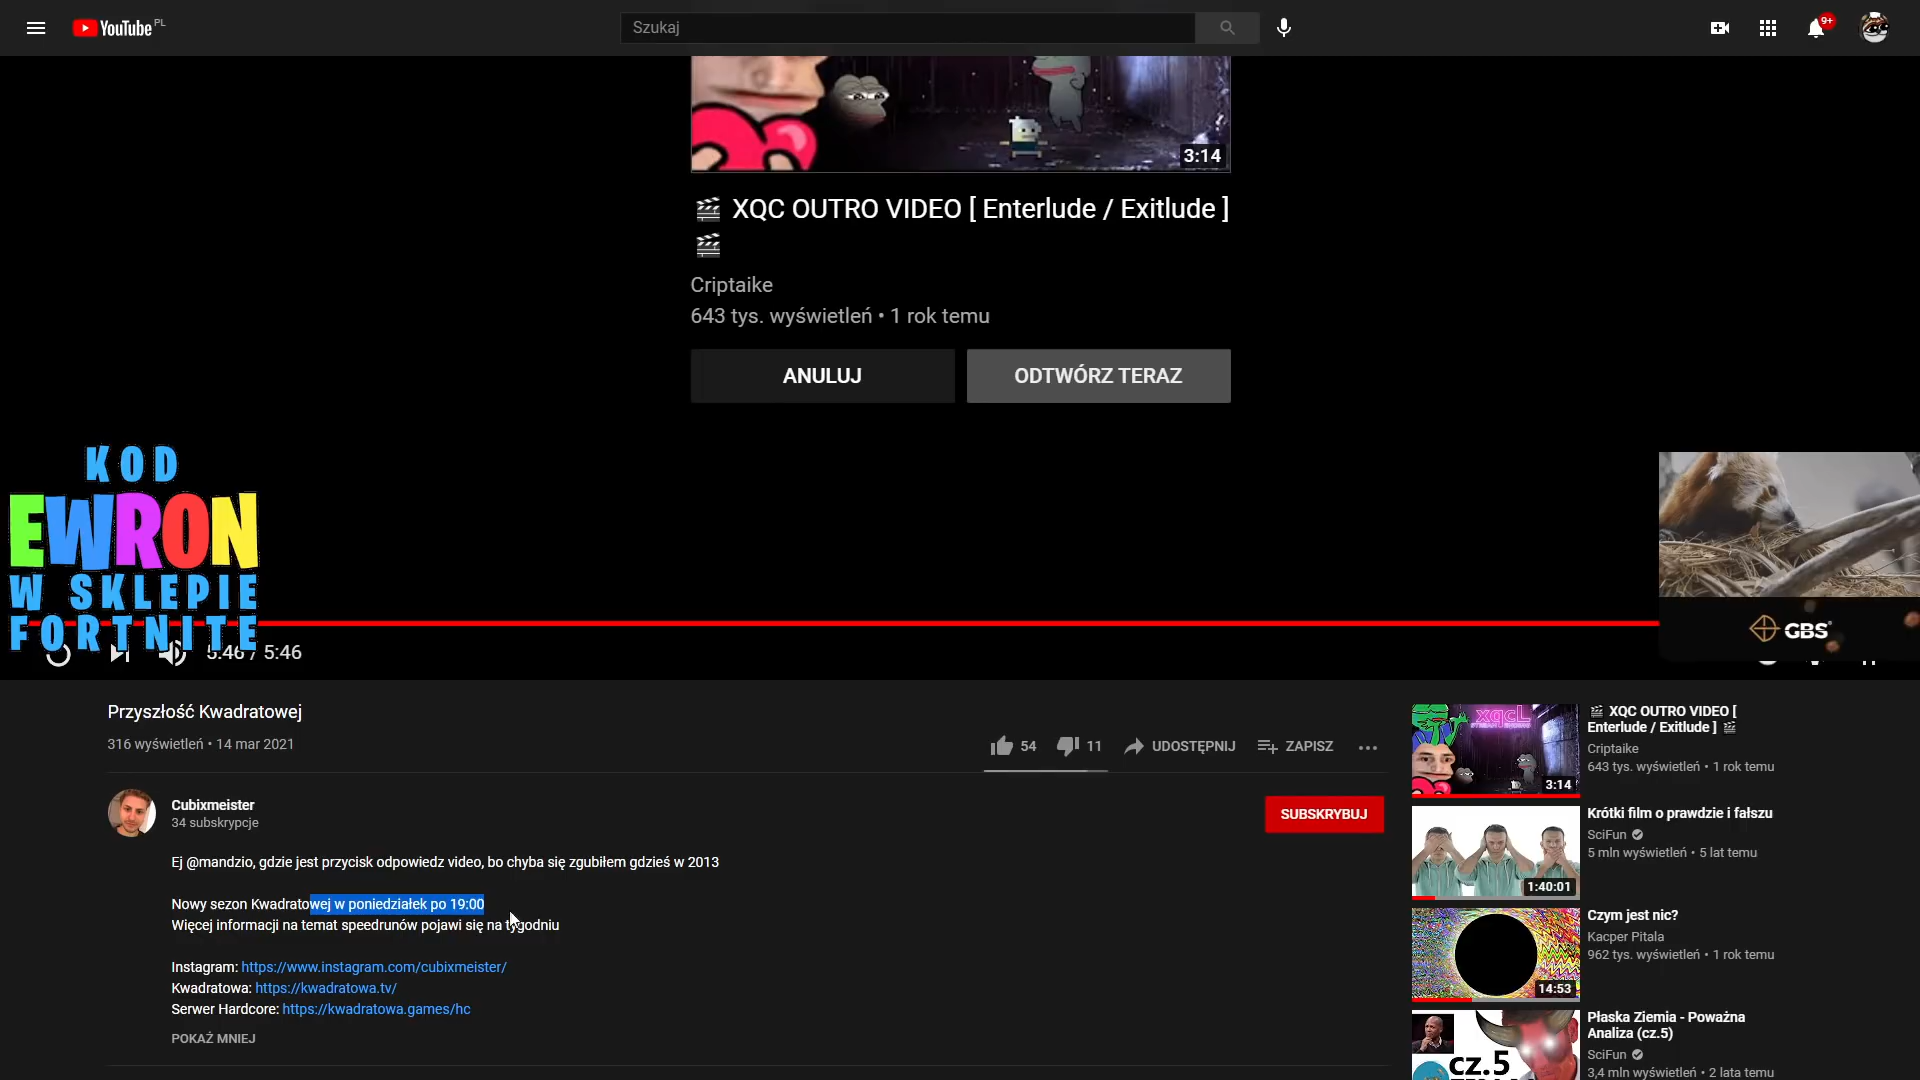 YouTube PL
Szukaj
9+
3:14
🎬 XQC OUTRO VIDEO [ Enterlude / Exitlude ]
🎬
Criptaike
643 tys. wyświetleń • 1 rok temu
ANULUJ
ODTWÓRZ TERAZ
KOD
EWRON
W SKLEPIE
FORTNITE
5:46 / 5:46
GBS
Przyszłość Kwadratowej
316 wyświetleń • 14 mar 2021
54
11
UDOSTĘPNIJ
ZAPISZ
Cubixmeister
34 subskrypcje
SUBSKRYBUJ
Ej @mandzio, gdzie jest przycisk odpowiedz video, bo chyba się zgubiłem gdzieś w 2013
Nowy sezon Kwadratowej w poniedziałek po 19:00
Więcej informacji na temat speedrunów pojawi się na tygodniu
Instagram: https://www.instagram.com/cubixmeister/
Kwadratowa: https://kwadratowa.tv/
Serwer Hardcore: https://kwadratowa.games/hc
POKAŻ MNIEJ
xqcL
3:14
🎬 XQC OUTRO VIDEO [
Enterlude / Exitlude ] 🎬
Criptaike
643 tys. wyświetleń • 1 rok temu
1:40:01
Krótki film o prawdzie i fałszu
SciFun
5 mln wyświetleń • 5 lat temu
14:53
Czym jest nic?
Kacper Pitala
962 tys. wyświetleń • 1 rok temu
cz.5
Płaska Ziemia - Poważna
Analiza (cz.5)
SciFun
3,4 mln wyświetleń • 2 lata temu